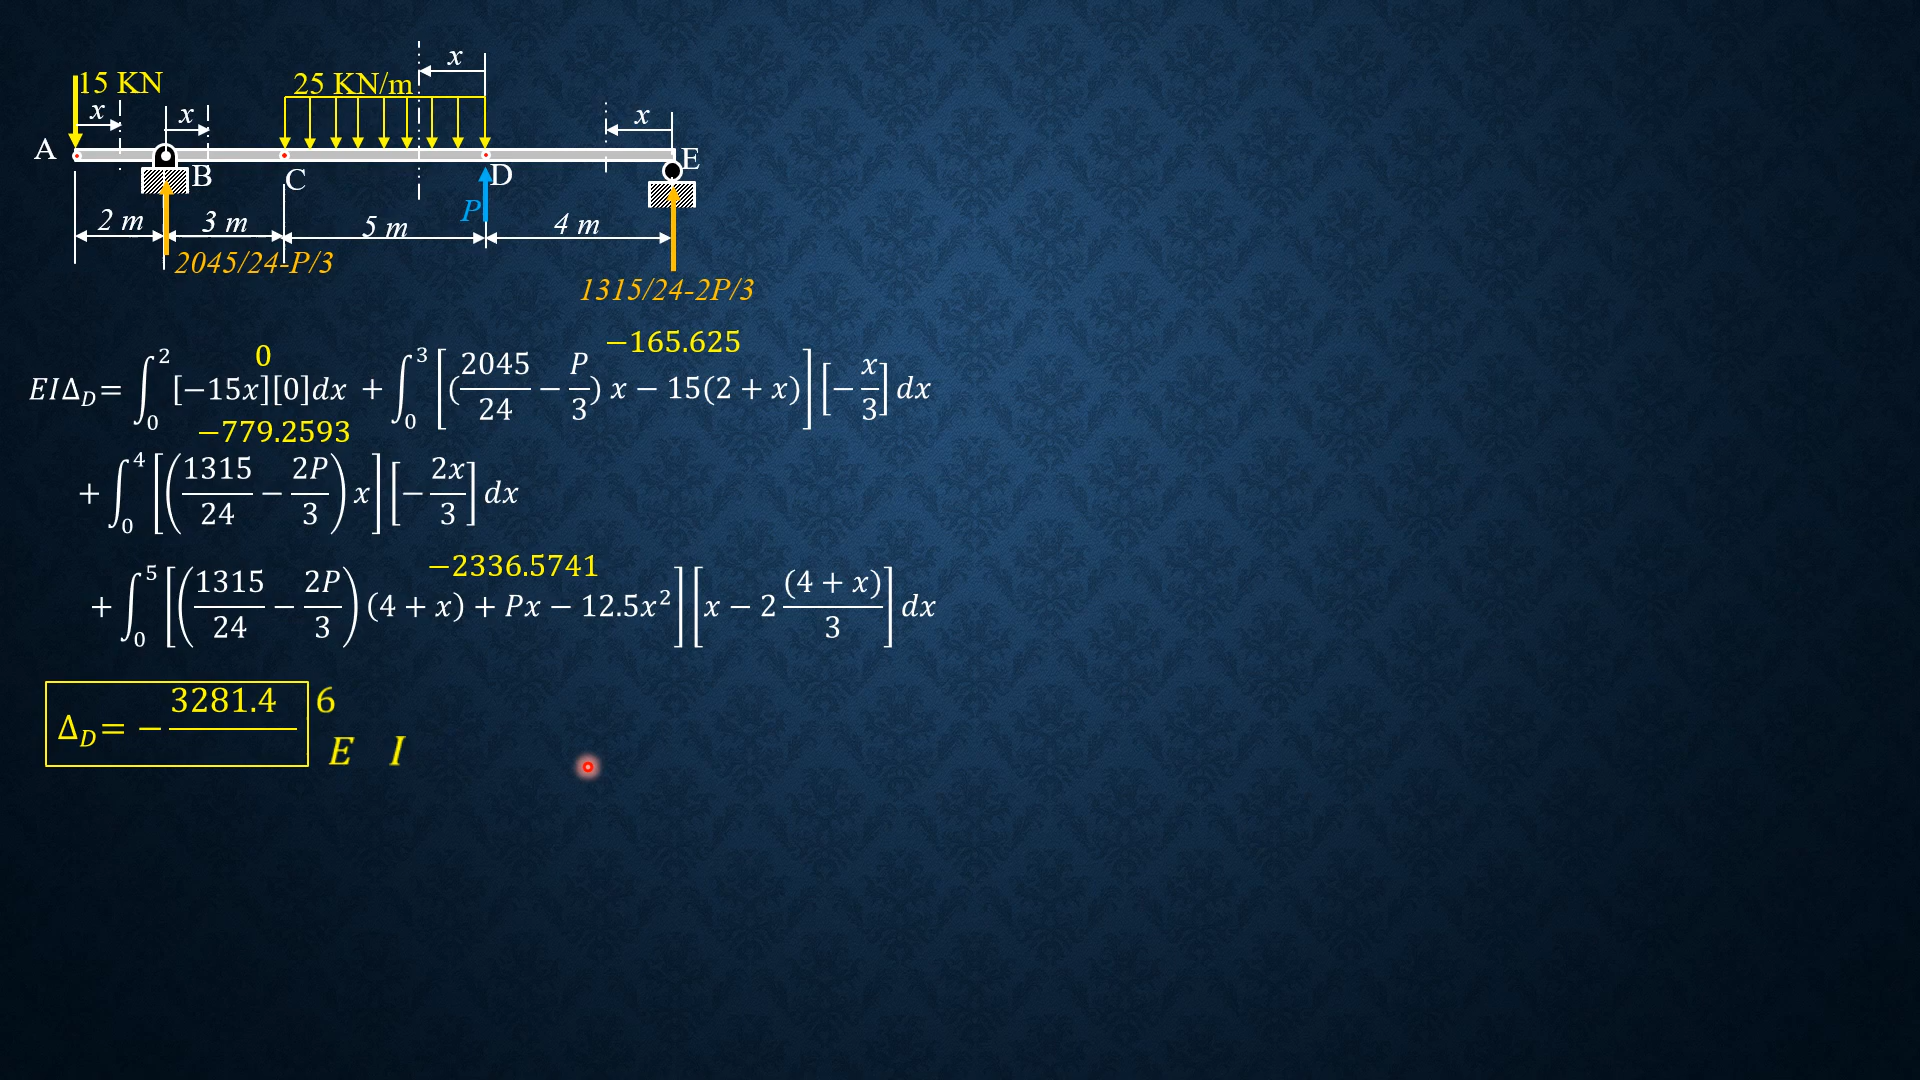 x
15 KN
25 KN/m
x
x
x
A
B
C
D
E
P
2 m
3 m
5 m
4 m
2045/24-P/3
1315/24-2P/3
0
−165.625
EIΔ_D = ∫_0^2 [−15x][0]dx + ∫_0^3 [(2045/24 − P/3) x − 15(2 + x)] [−x/3] dx
−779.2593
+ ∫_0^4 [(1315/24 − 2P/3) x] [−2x/3] dx
−2336.5741
+ ∫_0^5 [(1315/24 − 2P/3) (4 + x) + Px − 12.5x²] [x − 2 (4 + x)/3] dx
Δ_D = − 3281.4 6
E I